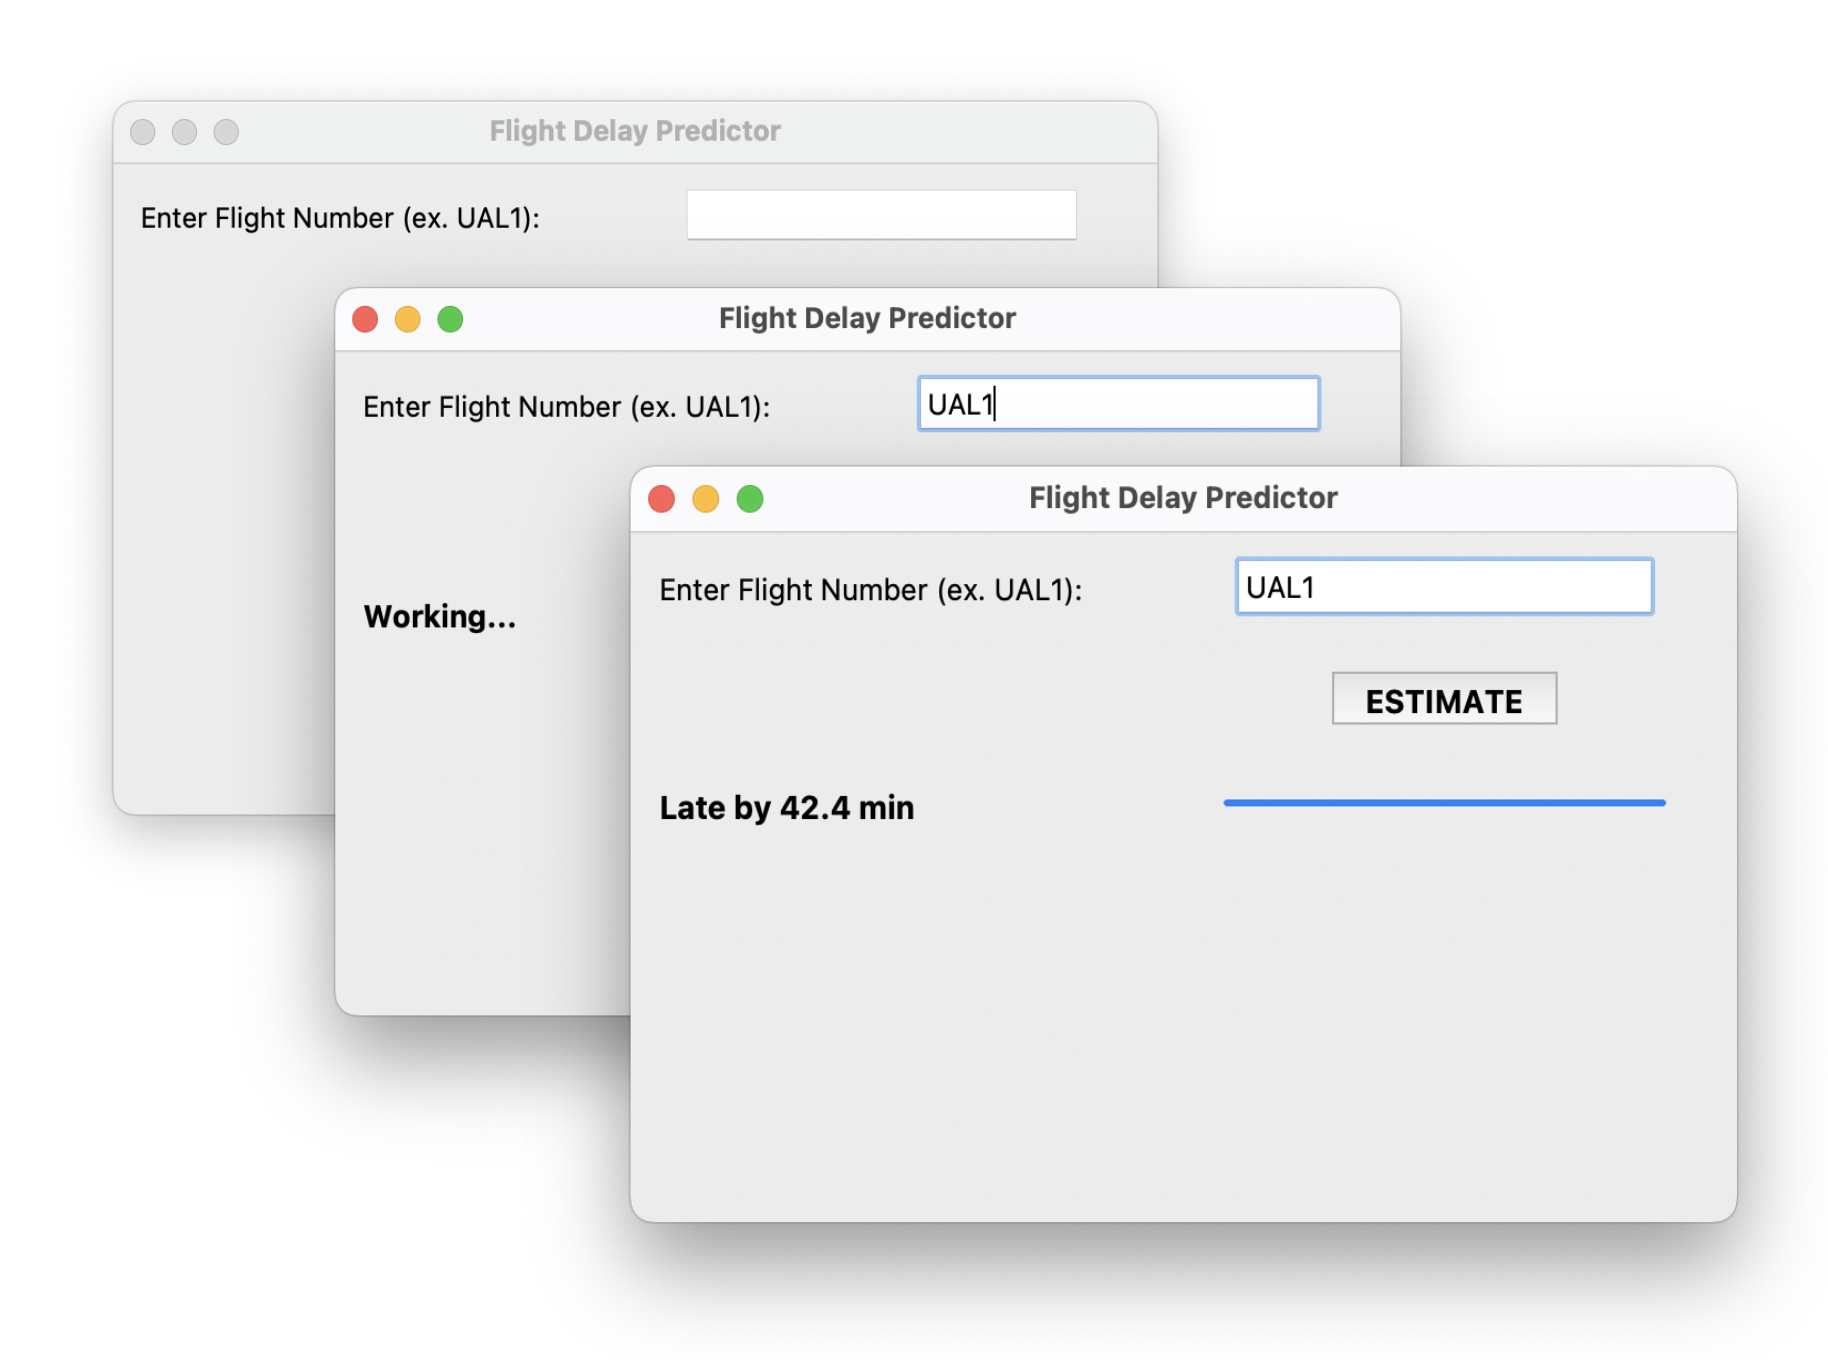 Flight Delay Predictor
Enter Flight Number (ex. UAL1):
Flight Delay Predictor
Enter Flight Number (ex. UAL1): UAL1
Working...
Flight Delay Predictor
Enter Flight Number (ex. UAL1): UAL1
ESTIMATE
Late by 42.4 min